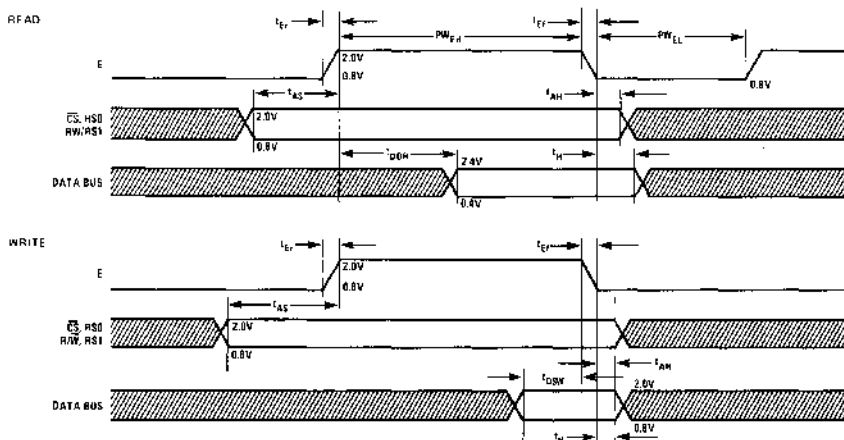 READ
tEr
tEf
PWEH
PWEL
E
2.0V
0.8V
0.8V
tAS
tAH
CS, RS0
RW/RS1
2.0V
0.8V
tDDR
tH
DATA BUS
2.4V
0.4V
WRITE
tEr
tEf
E
2.0V
0.8V
tAS
CS, RS0
R/W, RS1
2.0V
0.8V
tAH
tDSW
DATA BUS
2.0V
0.8V
tH